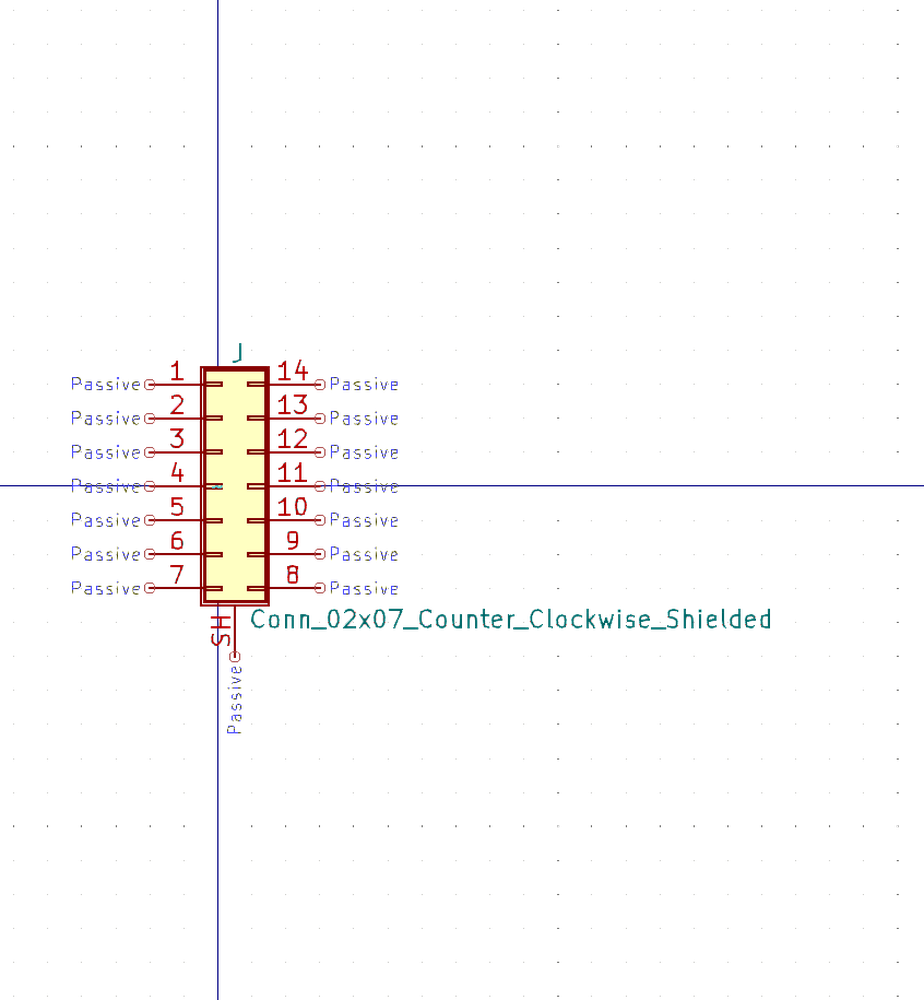 J
Passive 1 14 Passive
Passive 2 13 Passive
Passive 3 12 Passive
Passive 4 11 Passive
Passive 5 10 Passive
Passive 6 9 Passive
Passive 7 8 Passive
SH
Conn_02x07_Counter_Clockwise_Shielded
Passive